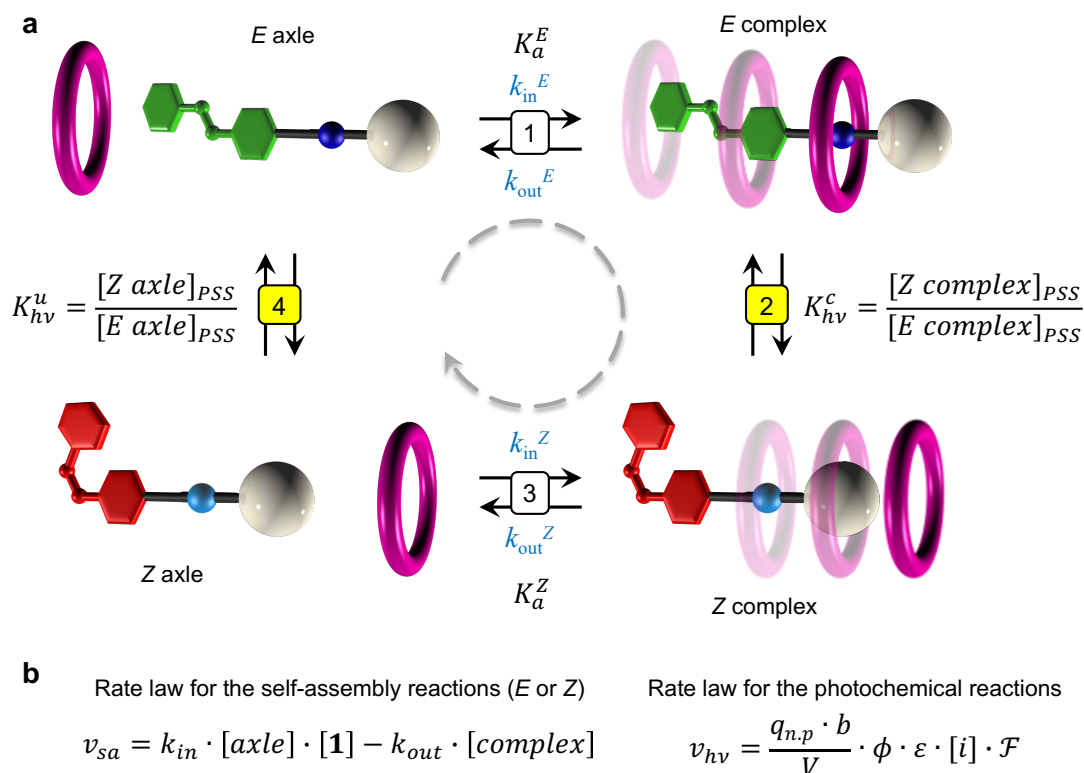 a
E axle
K_a^E
E complex
k_in^E
1
k_out^E
K_hν^u = [Z axle]_PSS / [E axle]_PSS
4
2
K_hν^c = [Z complex]_PSS / [E complex]_PSS
k_in^Z
3
k_out^Z
Z axle
K_a^Z
Z complex
b
Rate law for the self-assembly reactions (E or Z)
Rate law for the photochemical reactions
v_sa = k_in · [axle] · [1] − k_out · [complex]
v_hν = q_n.p · b / V · ϕ · ε · [i] · ℱ